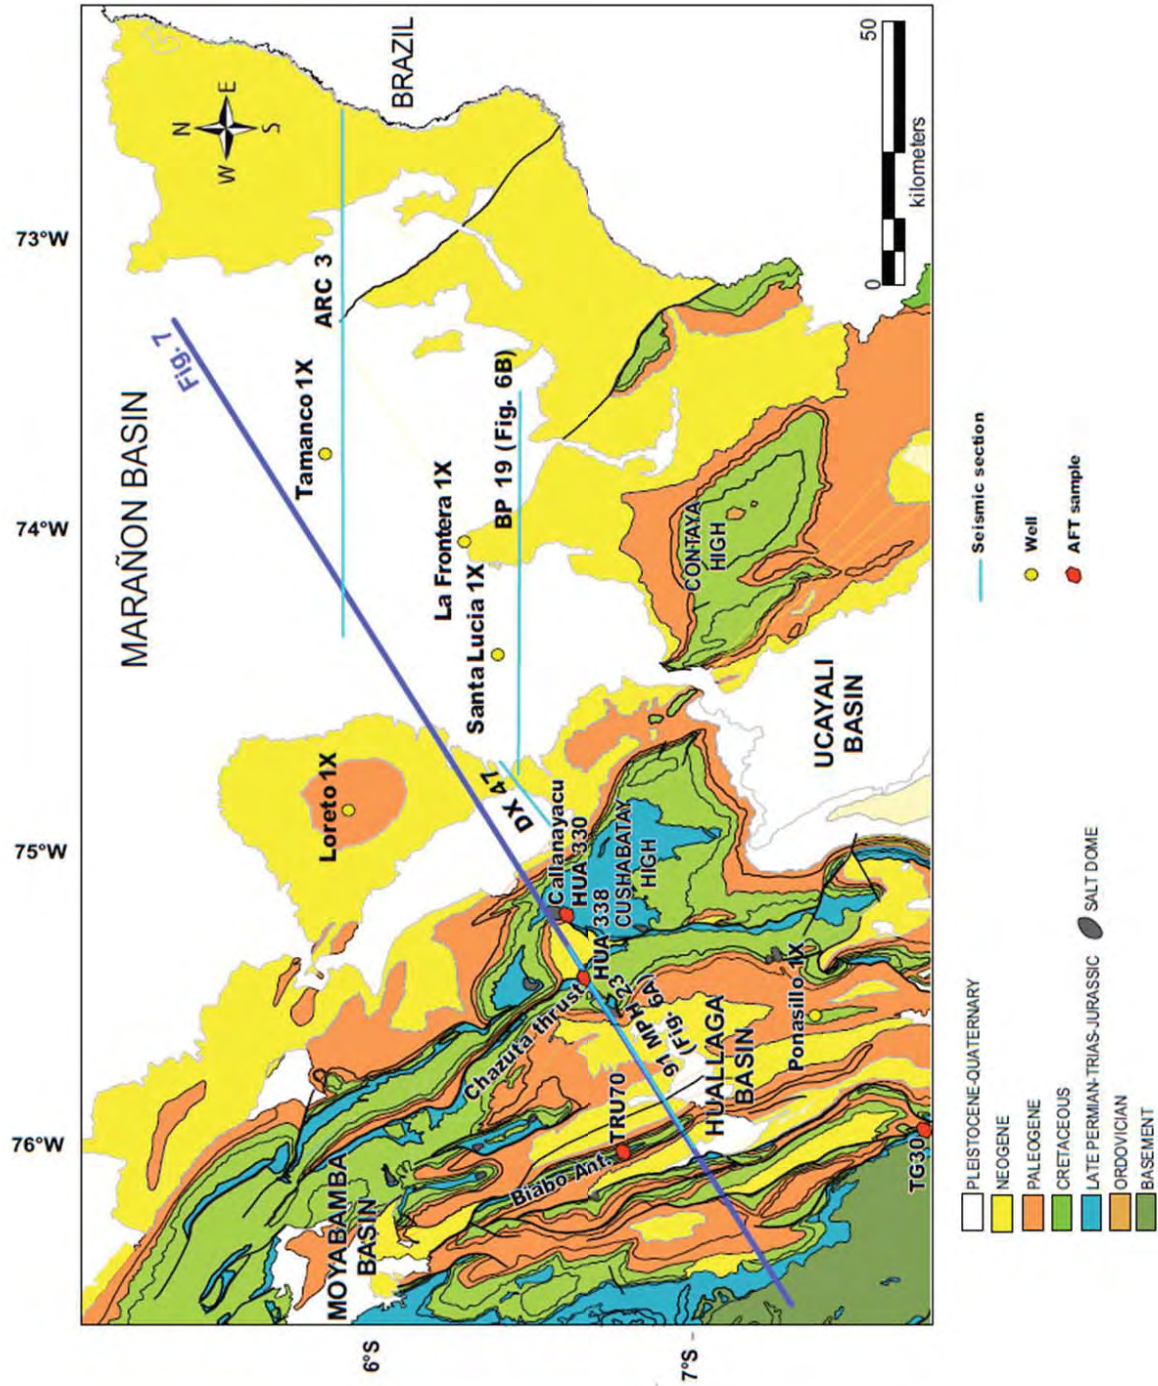 73°W
74°W
75°W
76°W
6°S
7°S
MARAÑON BASIN
BRAZIL
N
W
E
S
Fig. 7
ARC 3
Tamanco 1X
La Frontera 1X
BP 19 (Fig. 6B)
Santa Lucia 1X
Loreto 1X
DX 47
Callanayacu
HUA 330
HUA 338
CUSHABATAY
HIGH
CONTAYA
HIGH
UCAYALI
BASIN
Chazuta thrust
91 MPH 23
(Fig. 6A)
HUALLAGA
BASIN
Ponasillo 1X
TRU70
Biabo Ant.
MOYABAMBA
BASIN
TG30
0
50
kilometers
Seismic section
Well
AFT sample
PLEISTOCENE-QUATERNARY
NEOGENE
PALEOGENE
CRETACEOUS
LATE PERMIAN-TRIAS-JURASSIC
ORDOVICIAN
BASEMENT
SALT DOME